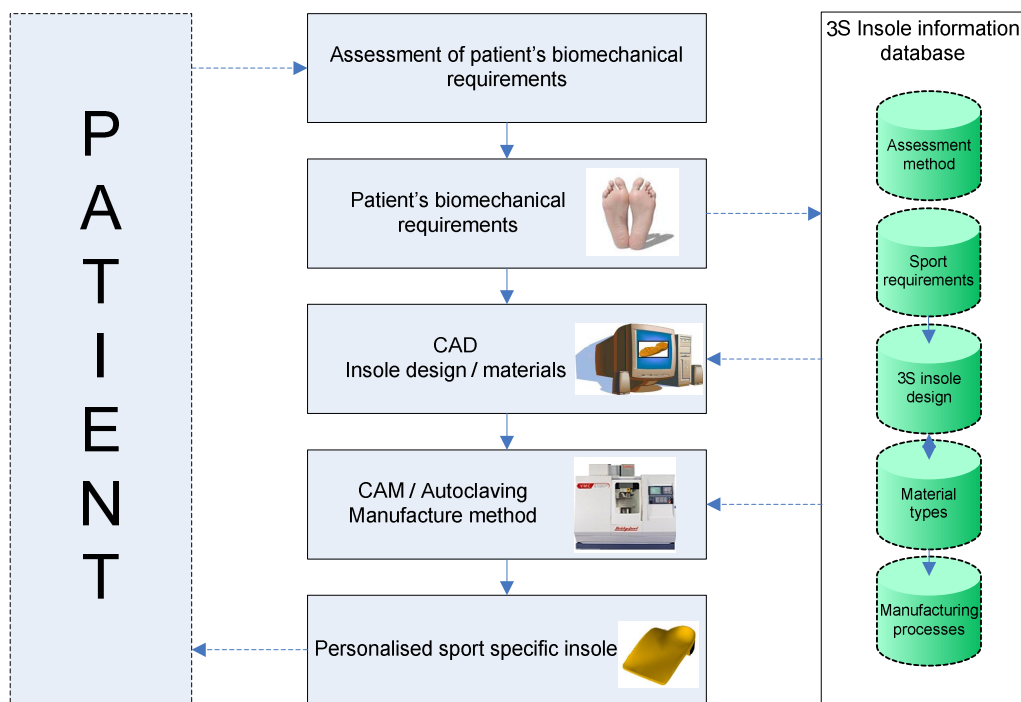 PATIENT
Assessment of patient's biomechanical
requirements
Patient's biomechanical
requirements
CAD
Insole design / materials
CAM / Autoclaving
Manufacture method
Personalised sport specific insole
3S Insole information
database
Assessment
method
Sport
requirements
3S insole
design
Material
types
Manufacturing
processes